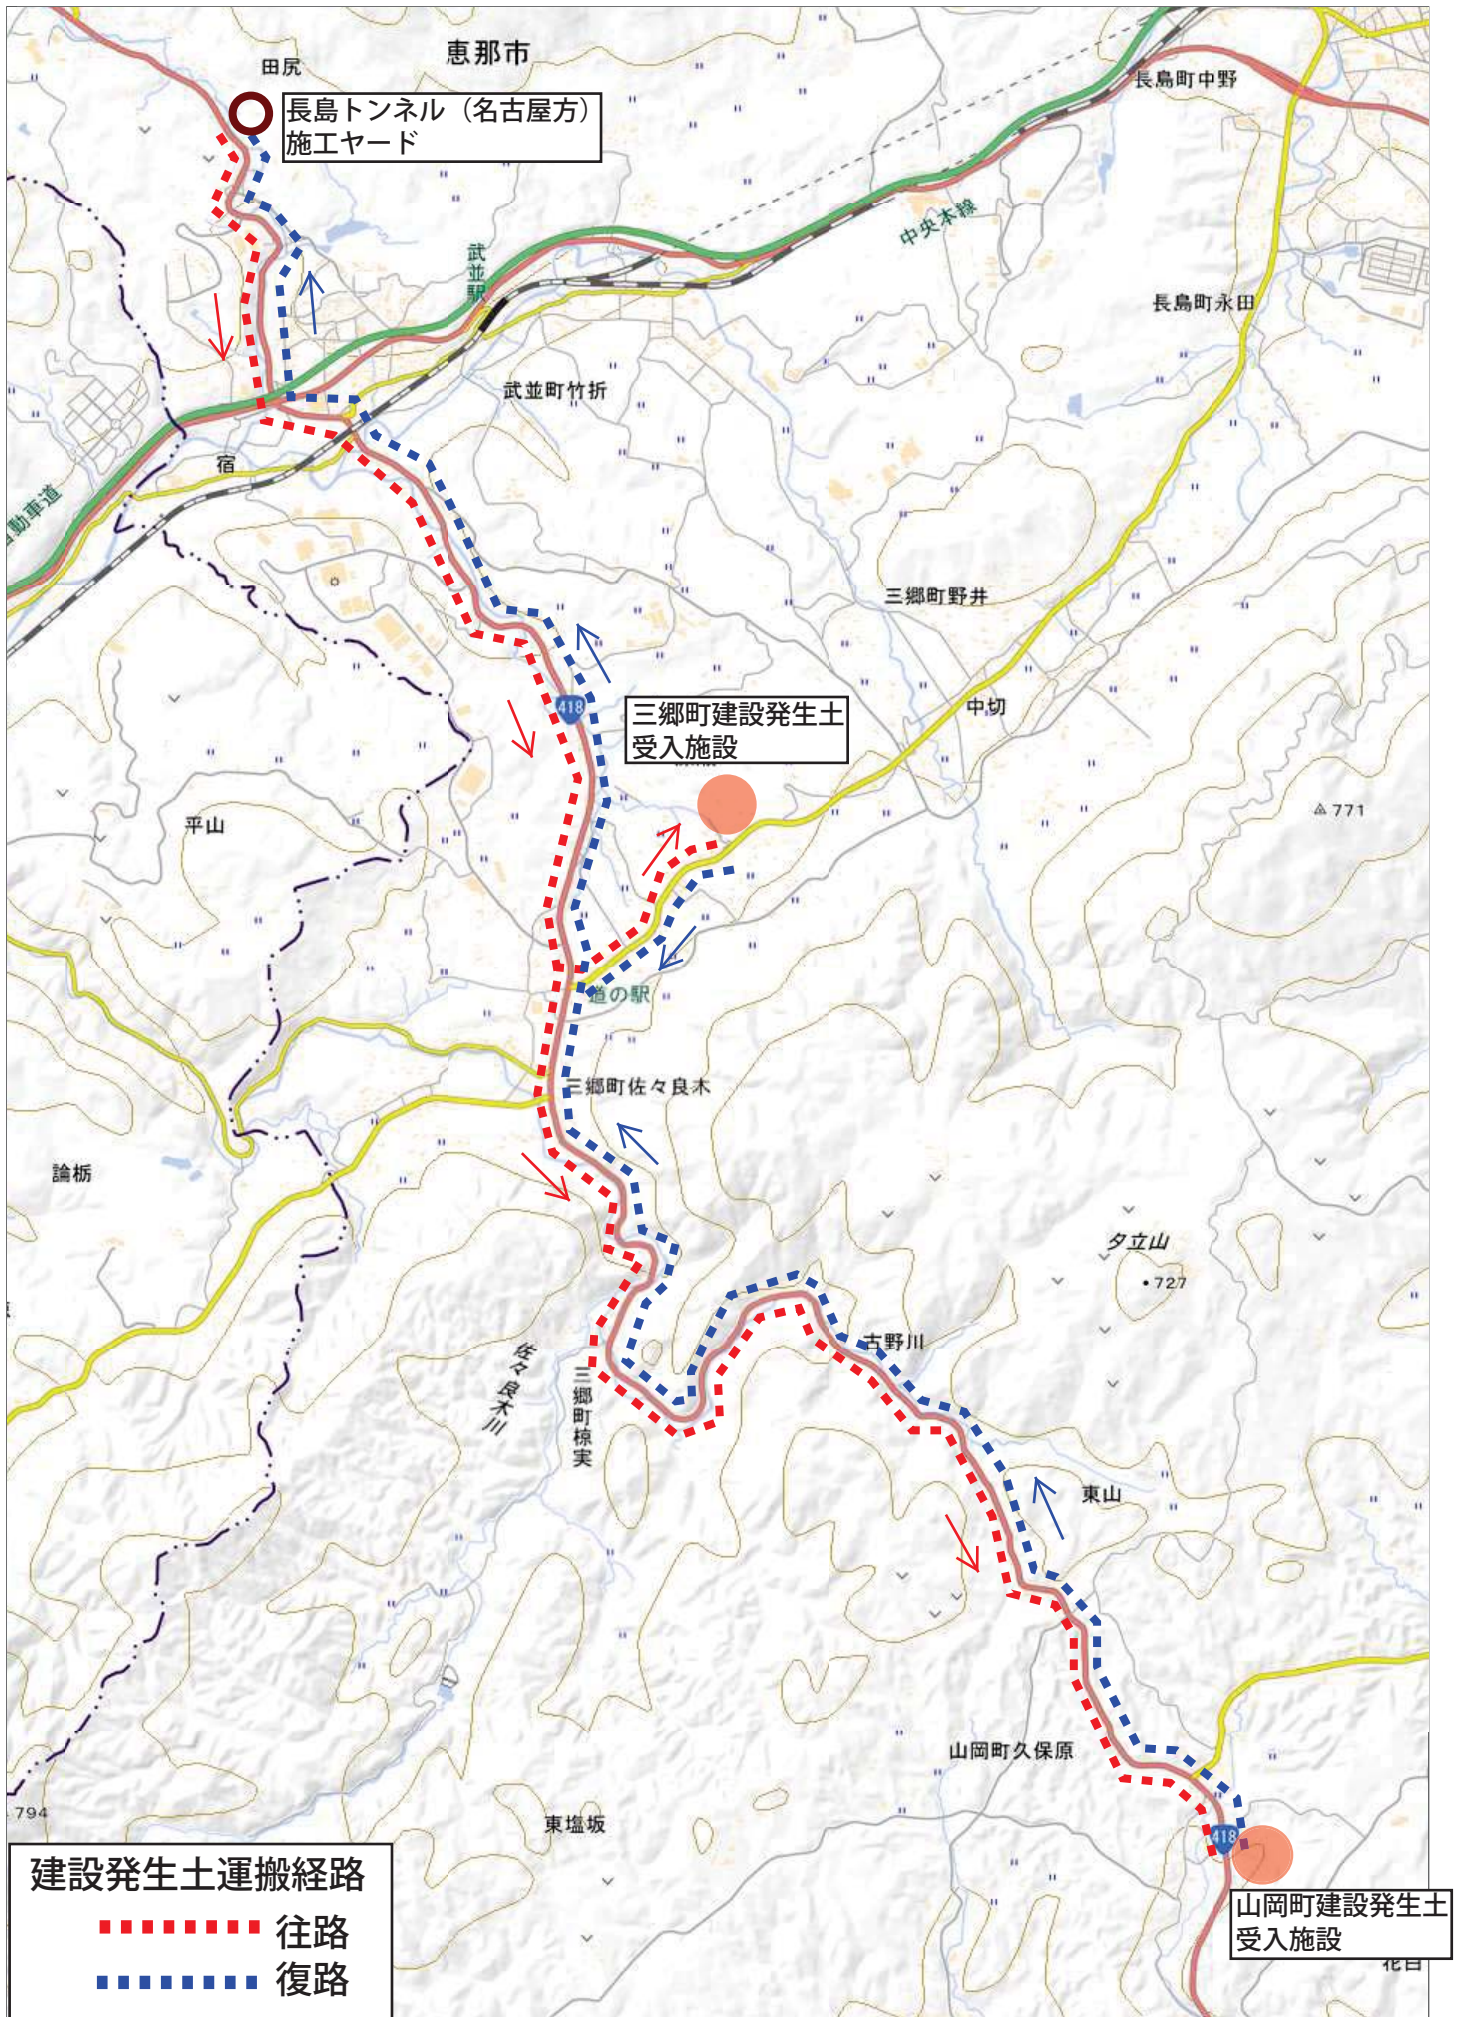 恵那市
田尻
長島トンネル（名古屋方）
施工ヤード
長島町中野
中央本線
武並駅
長島町永田
武並町竹折
宿
自動車道
三郷町野井
中切
418
三郷町建設発生土
受入施設
771
平山
道の駅
三郷町佐々良木
論栃
夕立山
727
古野川
佐々良木川
三郷町椋実
東山
山岡町久保原
794
東塩坂
418
山岡町建設発生土
受入施設
花白
建設発生土運搬経路
往路
復路